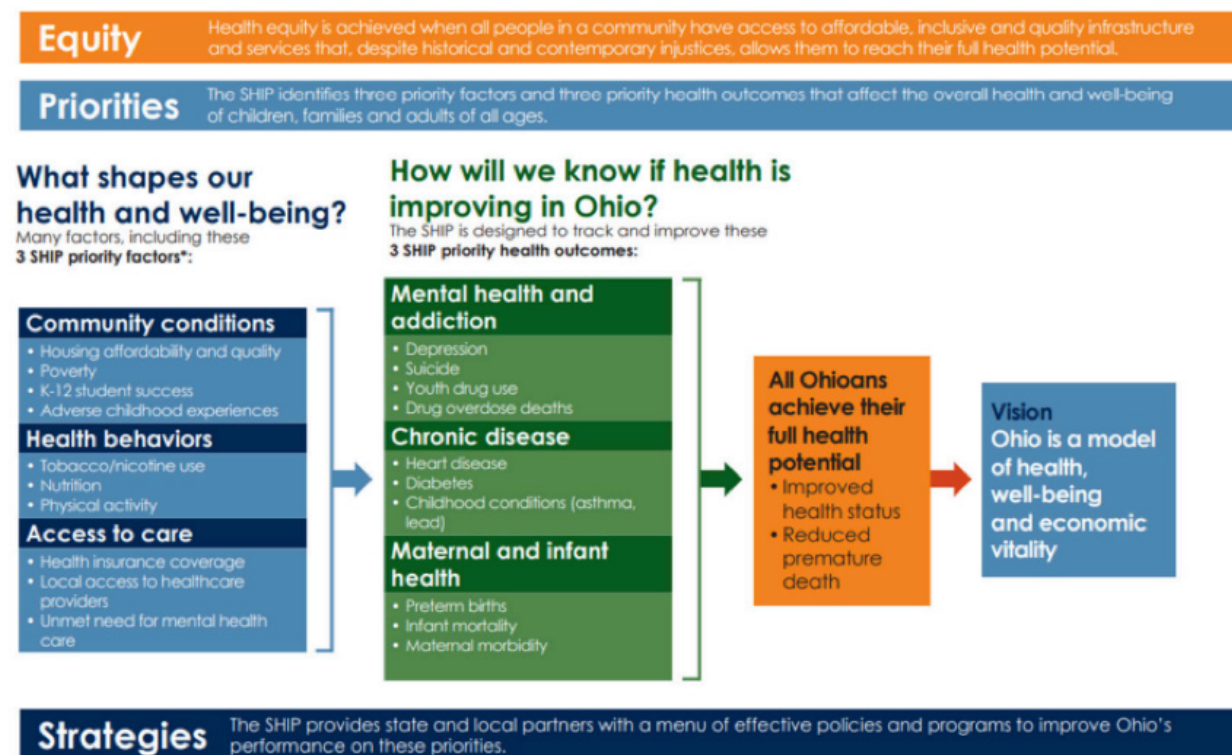 Equity
Health equity is achieved when all people in a community have access to affordable, inclusive and quality infrastructure
and services that, despite historical and contemporary injustices, allows them to reach their full health potential.
Priorities
The SHIP identifies three priority factors and three priority health outcomes that affect the overall health and well-being
of children, families and adults of all ages.
What shapes our
health and well-being?
Many factors, including these
3 SHIP priority factors*:
Community conditions
• Housing affordability and quality
• Poverty
• K-12 student success
• Adverse childhood experiences
Health behaviors
• Tobacco/nicotine use
• Nutrition
• Physical activity
Access to care
• Health insurance coverage
• Local access to healthcare
providers
• Unmet need for mental health
care
How will we know if health is
improving in Ohio?
The SHIP is designed to track and improve these
3 SHIP priority health outcomes:
Mental health and
addiction
• Depression
• Suicide
• Youth drug use
• Drug overdose deaths
Chronic disease
• Heart disease
• Diabetes
• Childhood conditions (asthma,
lead)
Maternal and infant
health
• Preterm births
• Infant mortality
• Maternal morbidity
All Ohioans
achieve their
full health
potential
• Improved
health status
• Reduced
premature
death
Vision
Ohio is a model
of health,
well-being
and economic
vitality
Strategies
The SHIP provides state and local partners with a menu of effective policies and programs to improve Ohio's
performance on these priorities.